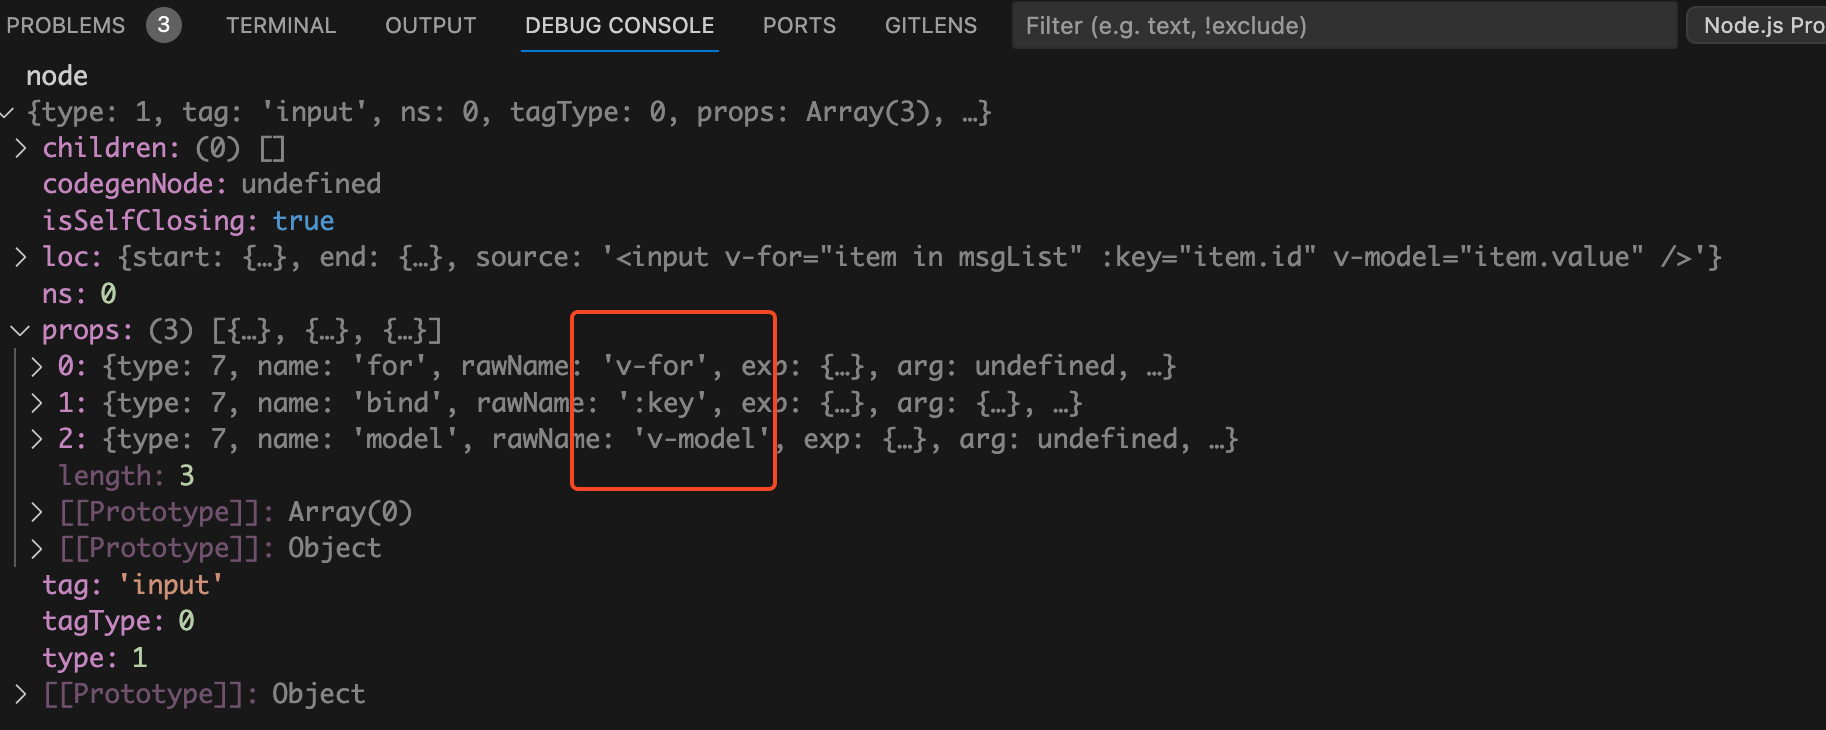 PROBLEMS 3 TERMINAL OUTPUT DEBUG CONSOLE PORTS GITLENS Filter (e.g. text, !exclude) Node.js Pro
node
{type: 1, tag: 'input', ns: 0, tagType: 0, props: Array(3), …}
children: (0) []
codegenNode: undefined
isSelfClosing: true
loc: {start: {…}, end: {…}, source: '<input v-for="item in msgList" :key="item.id" v-model="item.value" />'}
ns: 0
props: (3) [{…}, {…}, {…}]
0: {type: 7, name: 'for', rawName: 'v-for', exp: {…}, arg: undefined, …}
1: {type: 7, name: 'bind', rawName: ':key', exp: {…}, arg: {…}, …}
2: {type: 7, name: 'model', rawName: 'v-model', exp: {…}, arg: undefined, …}
length: 3
[[Prototype]]: Array(0)
[[Prototype]]: Object
tag: 'input'
tagType: 0
type: 1
[[Prototype]]: Object